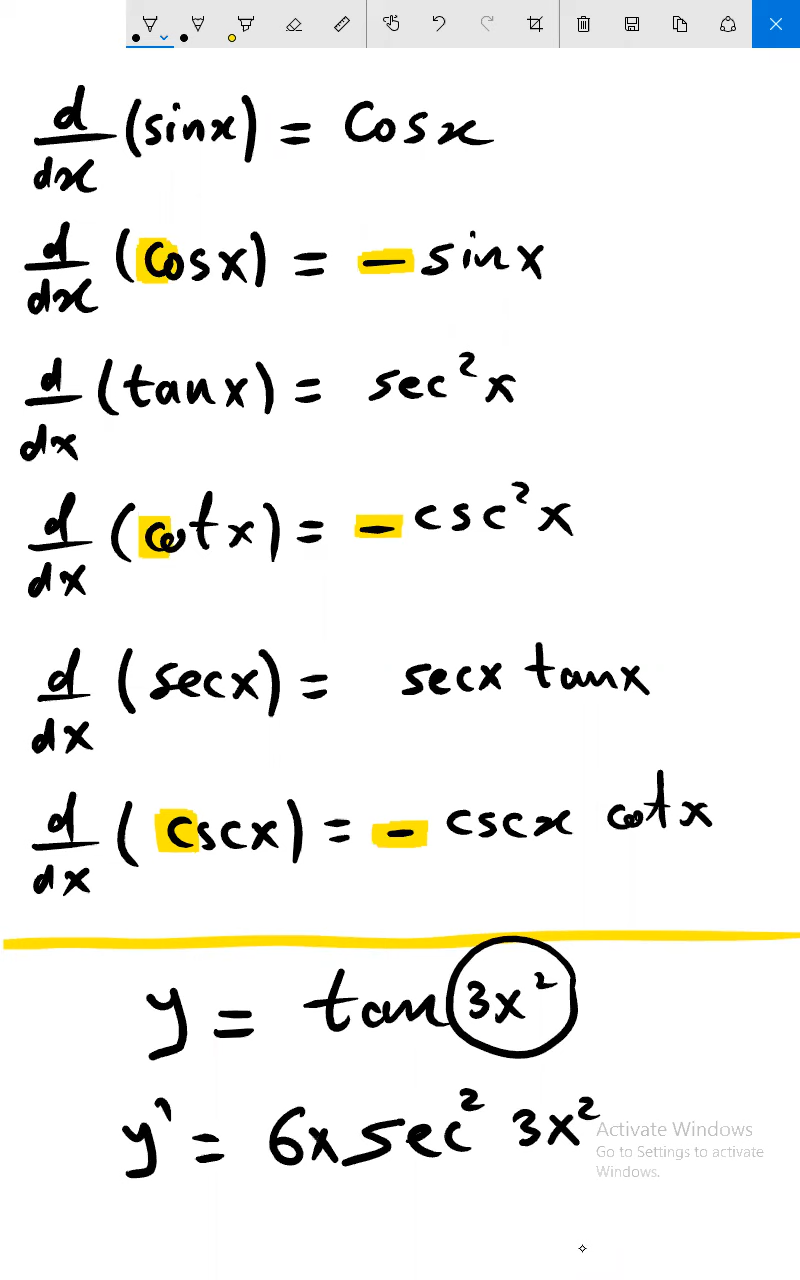 d/dx (sinx) = Cosx
d/dx (cosx) = - sinx
d/dx (tanx) = sec²x
d/dx (cotx) = - csc²x
d/dx (secx) = secx tanx
d/dx (cscx) = - cscx cotx
y = tan 3x²
y' = 6x sec² 3x²
Activate Windows
Go to Settings to activate
Windows.